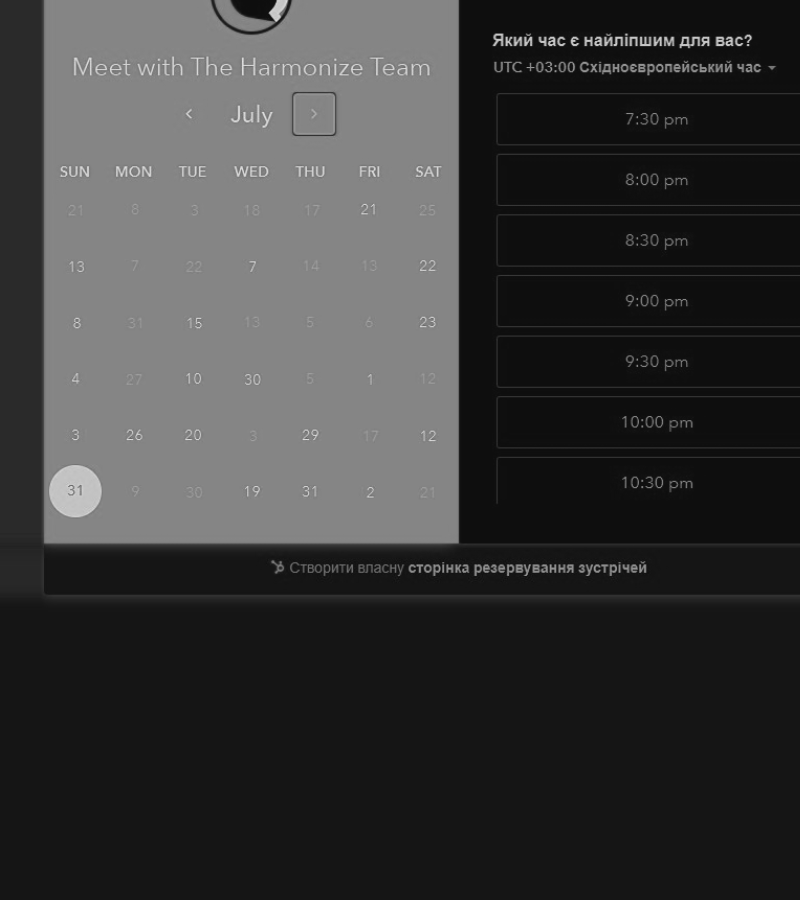 Meet with The Harmonize Team
July
SUN MON TUE WED THU FRI SAT
21 8 3 18 17 21 25
13 7 22 7 14 13 22
8 31 15 13 5 6 23
4 27 10 30 5 1 12
3 26 20 3 29 17 12
31 9 30 19 31 2 21
Який час є найліпшим для вас?
UTC +03:00 Східноєвропейський час
7:30 pm
8:00 pm
8:30 pm
9:00 pm
9:30 pm
10:00 pm
10:30 pm
Створити власну сторінка резервування зустрічей